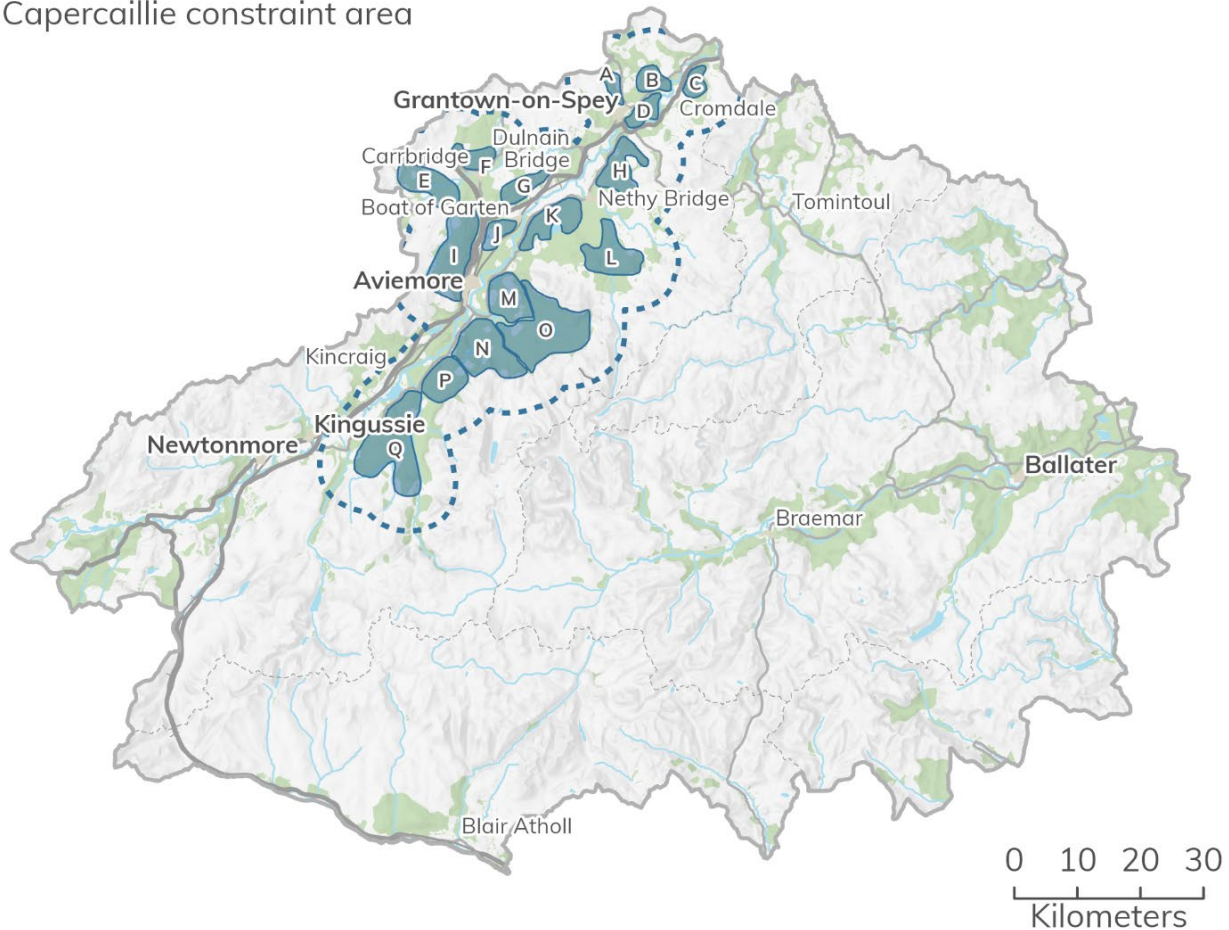 Capercaillie constraint area
A
B
C
Grantown-on-Spey
D
Cromdale
Dulnain
Bridge
Carrbridge
F
E
G
H
Boat of Garten
Nethy Bridge
Tomintoul
K
J
I
L
Aviemore
M
O
N
Kincraig
P
Kingussie
Newtonmore
Q
Ballater
Braemar
Blair Atholl
0 10 20 30
Kilometers